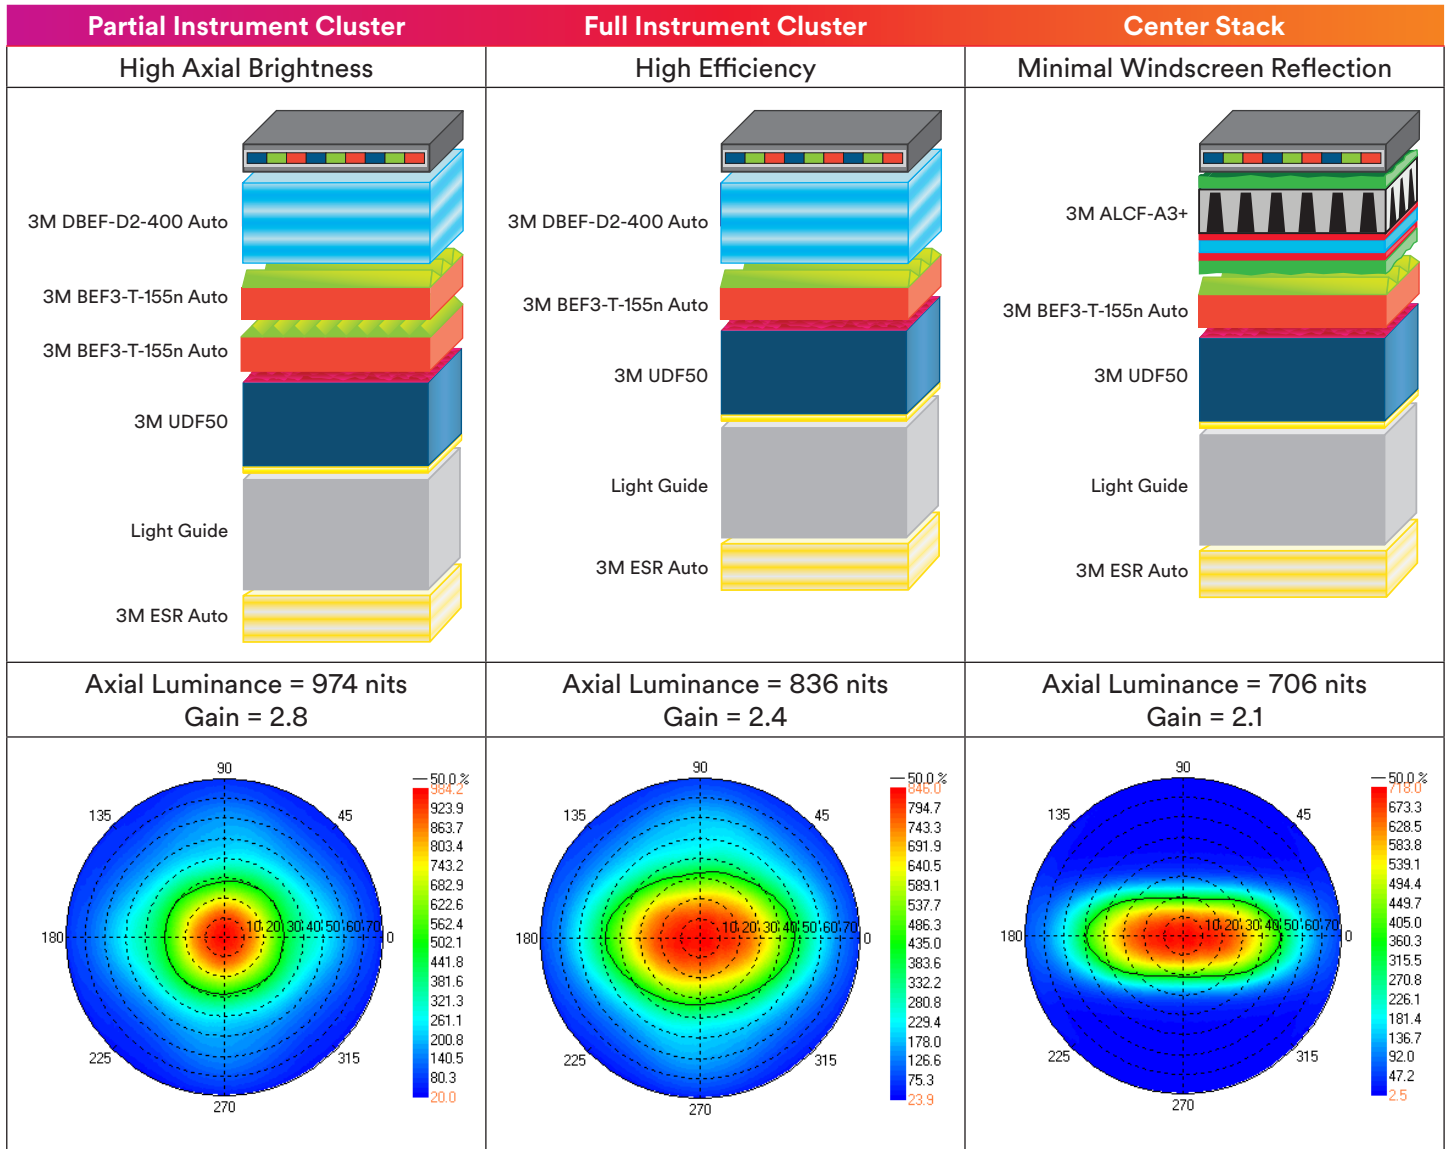 Partial Instrument Cluster
Full Instrument Cluster
Center Stack
High Axial Brightness
High Efficiency
Minimal Windscreen Reflection
3M DBEF-D2-400 Auto
3M BEF3-T-155n Auto
3M BEF3-T-155n Auto
3M UDF50
Light Guide
3M ESR Auto
3M DBEF-D2-400 Auto
3M BEF3-T-155n Auto
3M UDF50
Light Guide
3M ESR Auto
3M ALCF-A3+
3M BEF3-T-155n Auto
3M UDF50
Light Guide
3M ESR Auto
Axial Luminance = 974 nits
Gain = 2.8
Axial Luminance = 836 nits
Gain = 2.4
Axial Luminance = 706 nits
Gain = 2.1
90
135
45
180
10 20 30 40 50 60 70
0
225
315
270
50.0 %
984.2
923.9
863.7
803.4
743.2
682.9
622.6
562.4
502.1
441.8
381.6
321.3
261.1
200.8
140.5
80.3
20.0
90
135
45
180
10 20 30 40 50 60 70
0
225
315
270
50.0 %
846.0
794.7
743.3
691.9
640.5
589.1
537.7
486.3
435.0
383.6
332.2
280.8
229.4
178.0
126.6
75.3
23.9
90
135
45
180
10 20 30 40 50 60 70
0
225
315
270
50.0 %
718.0
673.3
628.5
583.8
539.1
494.4
449.7
405.0
360.3
315.5
270.8
226.1
181.4
136.7
92.0
47.2
2.5